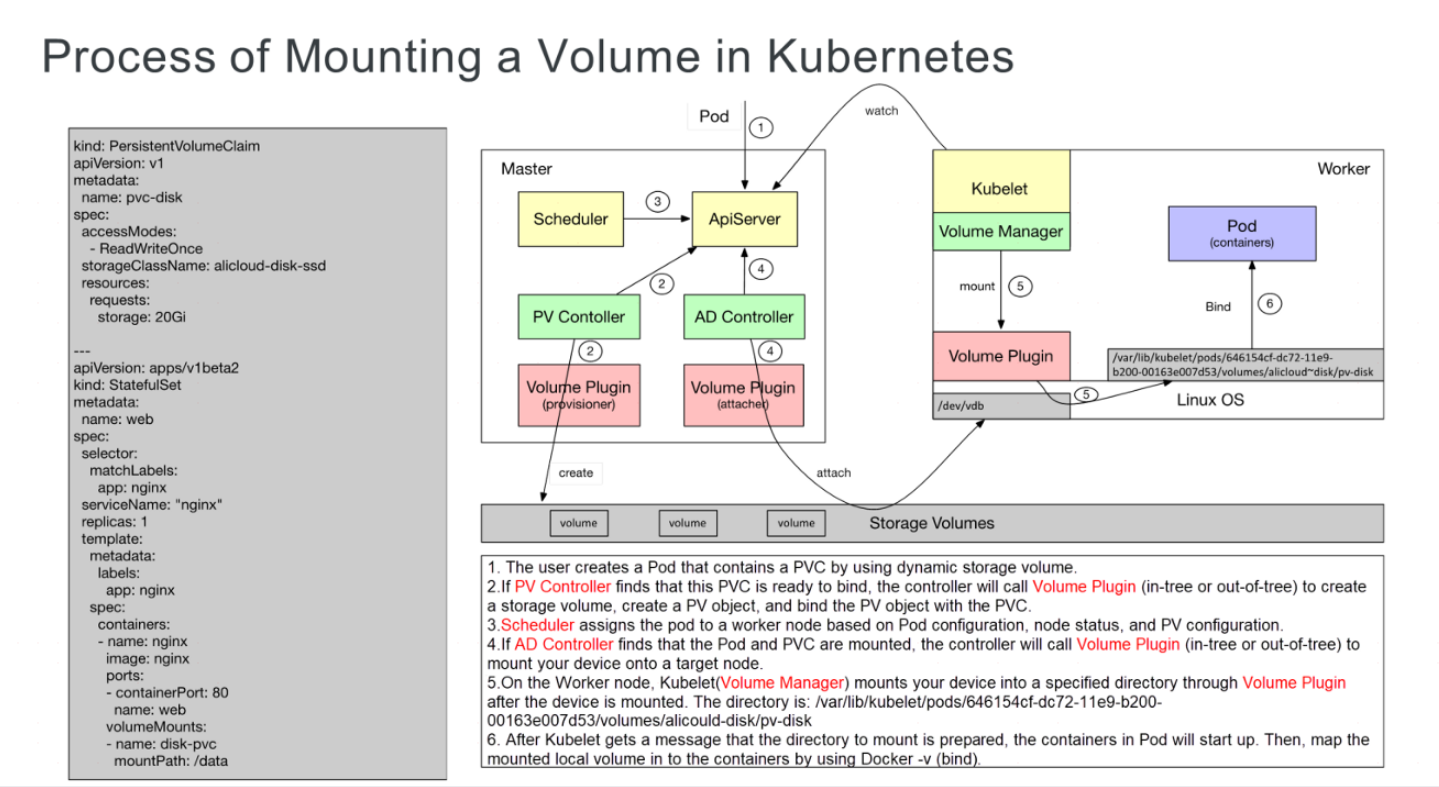 Process of Mounting a Volume in Kubernetes
kind: PersistentVolumeClaim
apiVersion: v1
metadata:
  name: pvc-disk
spec:
  accessModes:
    - ReadWriteOnce
  storageClassName: alicloud-disk-ssd
  resources:
    requests:
      storage: 20Gi
---
apiVersion: apps/v1beta2
kind: StatefulSet
metadata:
  name: web
spec:
  selector:
    matchLabels:
      app: nginx
  serviceName: "nginx"
  replicas: 1
  template:
    metadata:
      labels:
        app: nginx
    spec:
      containers:
      - name: nginx
        image: nginx
        ports:
        - containerPort: 80
          name: web
        volumeMounts:
        - name: disk-pvc
          mountPath: /data
Pod
1
watch
Master
Scheduler
3
ApiServer
2
4
PV Contoller
AD Controller
2
4
Volume Plugin
(provisioner)
Volume Plugin
(attacher)
create
attach
Worker
Kubelet
Volume Manager
mount
5
Volume Plugin
/dev/vdb
5
Pod
(containers)
Bind
6
/var/lib/kubelet/pods/646154cf-dc72-11e9-
b200-00163e007d53/volumes/alicloud~disk/pv-disk
Linux OS
volume
volume
volume
Storage Volumes
1. The user creates a Pod that contains a PVC by using dynamic storage volume.
2.If PV Controller finds that this PVC is ready to bind, the controller will call Volume Plugin (in-tree or out-of-tree) to create
a storage volume, create a PV object, and bind the PV object with the PVC.
3.Scheduler assigns the pod to a worker node based on Pod configuration, node status, and PV configuration.
4.If AD Controller finds that the Pod and PVC are mounted, the controller will call Volume Plugin (in-tree or out-of-tree) to
mount your device onto a target node.
5.On the Worker node, Kubelet(Volume Manager) mounts your device into a specified directory through Volume Plugin
after the device is mounted. The directory is: /var/lib/kubelet/pods/646154cf-dc72-11e9-b200-
00163e007d53/volumes/alicould-disk/pv-disk
6. After Kubelet gets a message that the directory to mount is prepared, the containers in Pod will start up. Then, map the
mounted local volume in to the containers by using Docker -v (bind).